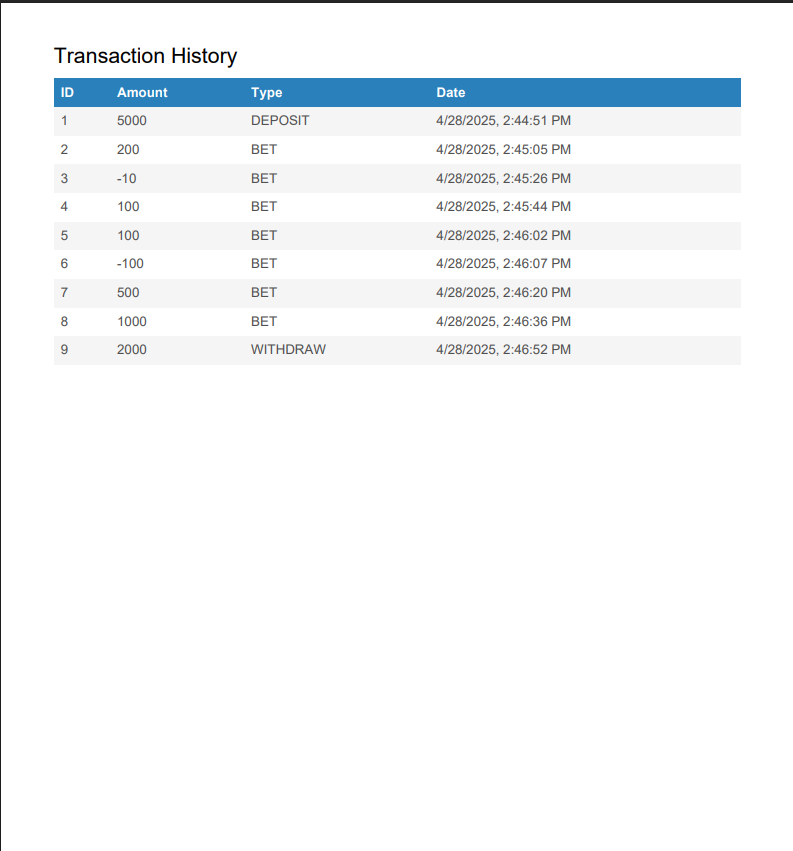 Transaction History
ID Amount Type Date
1 5000 DEPOSIT 4/28/2025, 2:44:51 PM
2 200 BET 4/28/2025, 2:45:05 PM
3 -10 BET 4/28/2025, 2:45:26 PM
4 100 BET 4/28/2025, 2:45:44 PM
5 100 BET 4/28/2025, 2:46:02 PM
6 -100 BET 4/28/2025, 2:46:07 PM
7 500 BET 4/28/2025, 2:46:20 PM
8 1000 BET 4/28/2025, 2:46:36 PM
9 2000 WITHDRAW 4/28/2025, 2:46:52 PM